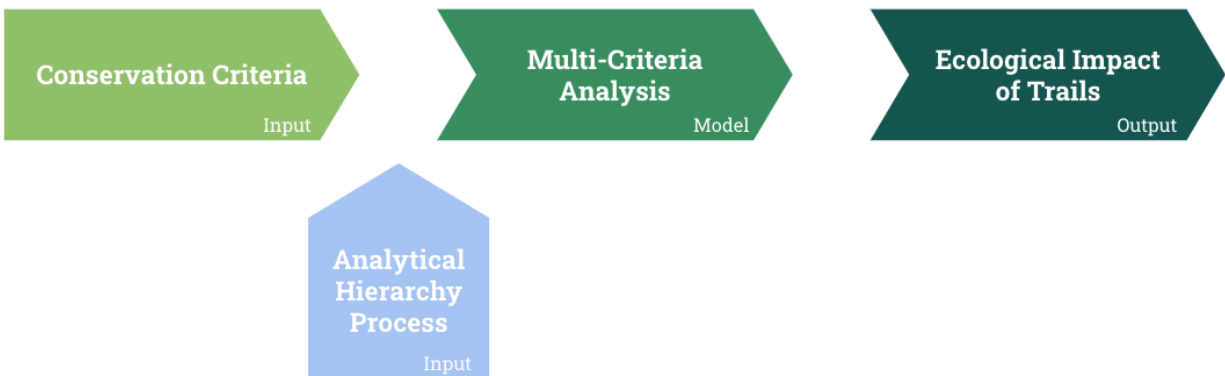 Conservation Criteria
Input
Multi-Criteria
Analysis
Model
Ecological Impact
of Trails
Output
Analytical
Hierarchy
Process
Input